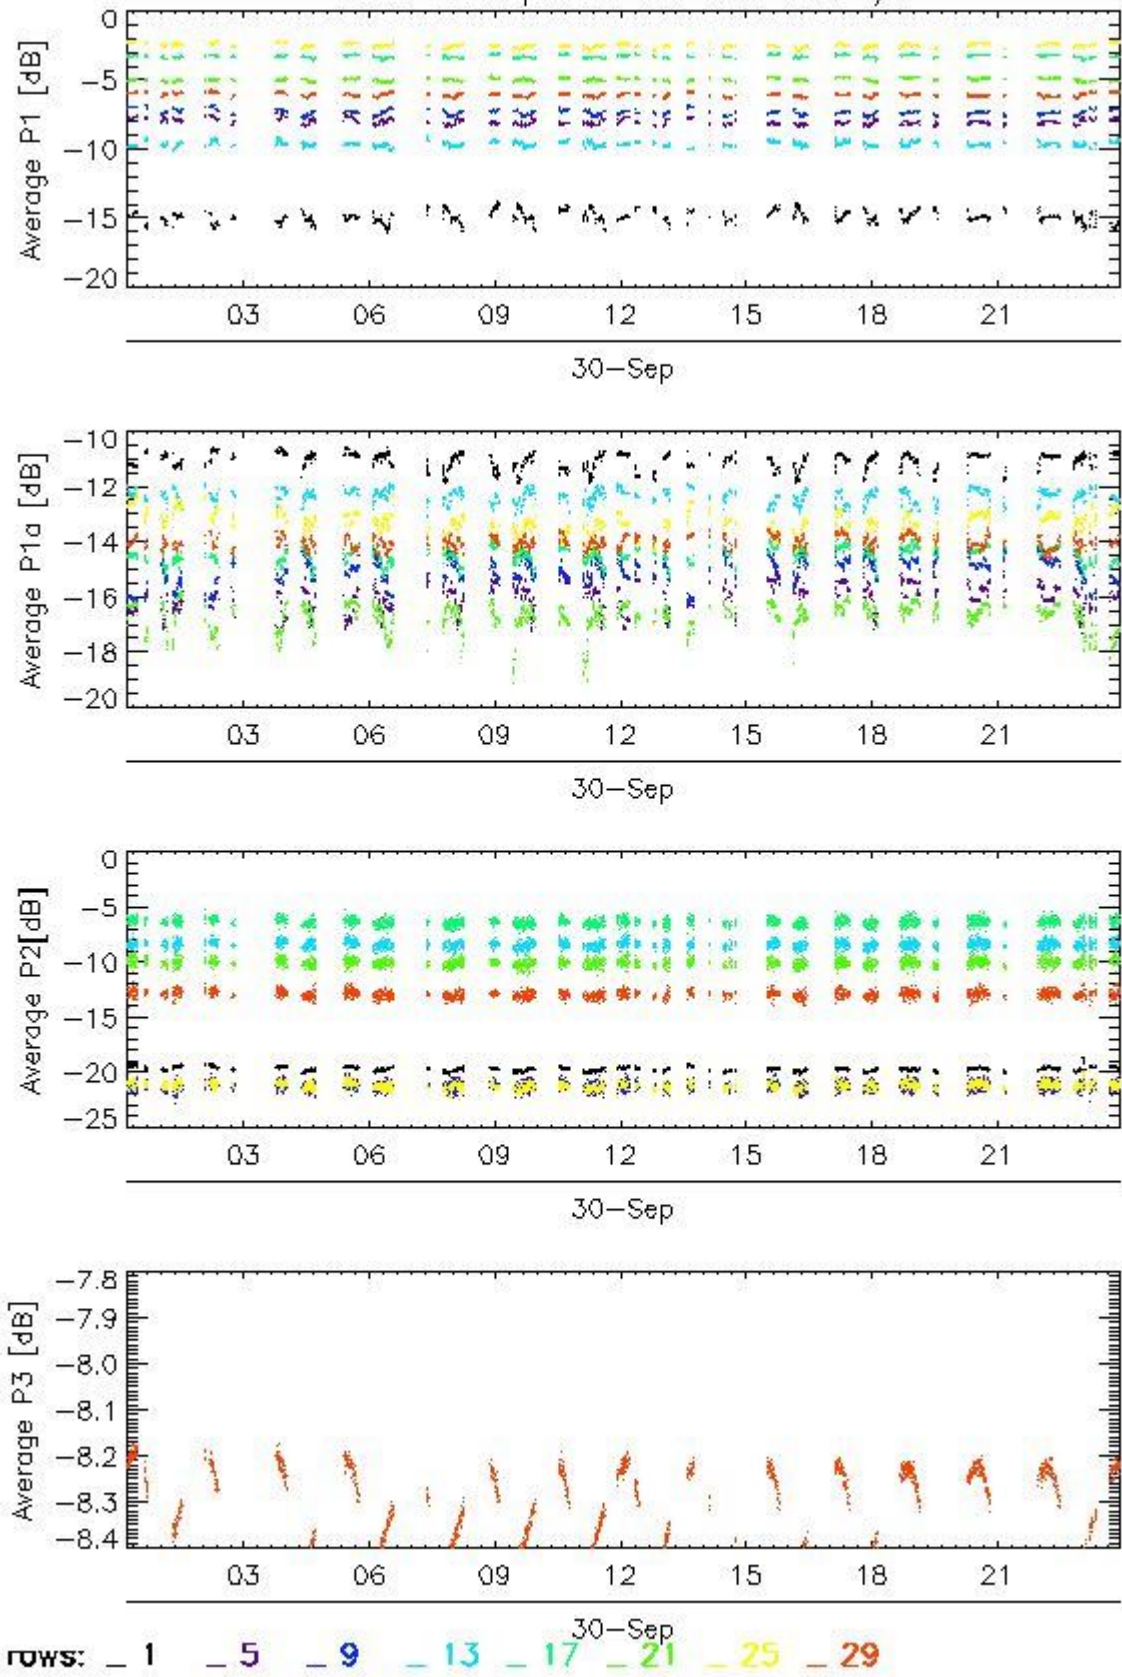 0
−5
−10
−15
−20
Average P1 [dB]
03 06 09 12 15 18 21
30−Sep
−10
−12
−14
−16
−18
−20
Average P1a [dB]
03 06 09 12 15 18 21
30−Sep
0
−5
−10
−15
−20
−25
Average P2[dB]
03 06 09 12 15 18 21
30−Sep
−7.8
−7.9
−8.0
−8.1
−8.2
−8.3
−8.4
Average P3 [dB]
03 06 09 12 15 18 21
30−Sep
rows: _ 1 _ 5 _ 9 _ 13 _ 17 _ 21 _ 25 _ 29